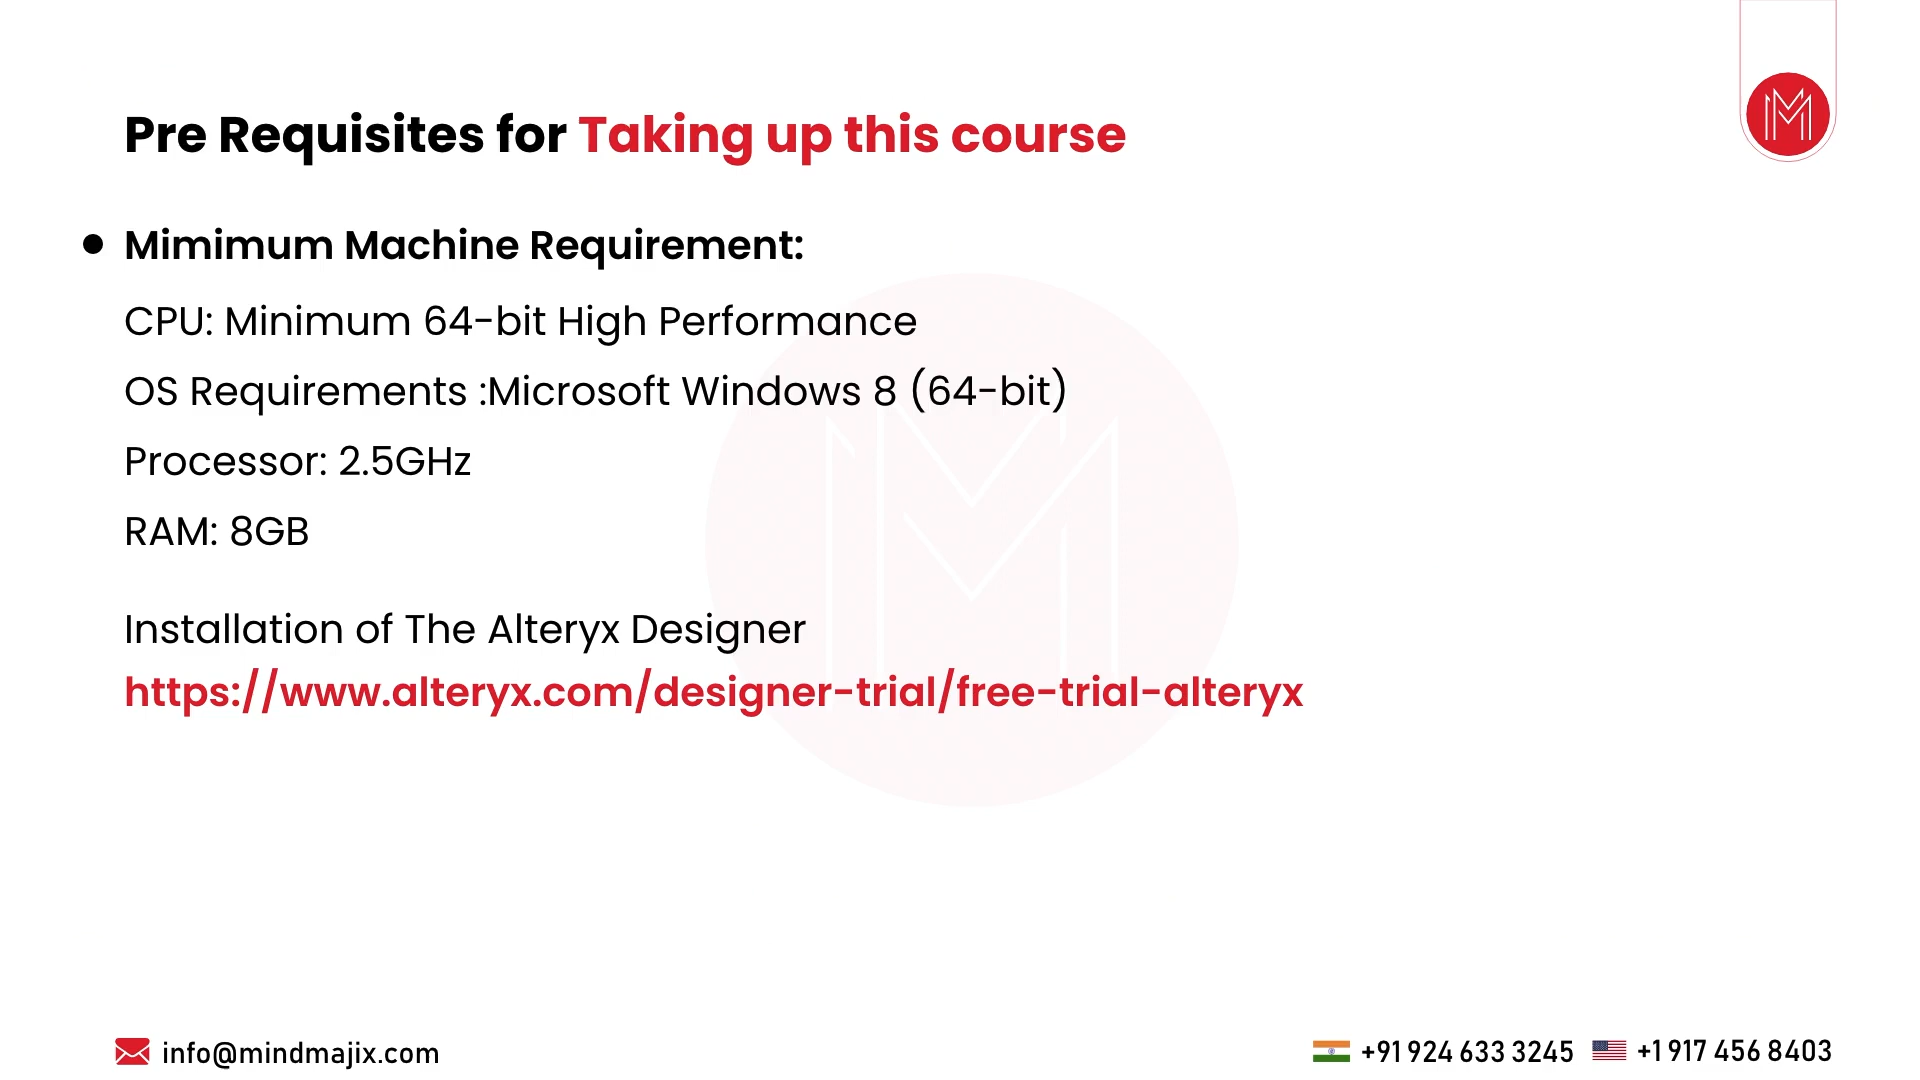 Pre Requisites for Taking up this course
Mimimum Machine Requirement:
CPU: Minimum 64-bit High Performance
OS Requirements :Microsoft Windows 8 (64-bit)
Processor: 2.5GHz
RAM: 8GB
Installation of The Alteryx Designer
https://www.alteryx.com/designer-trial/free-trial-alteryx
info@mindmajix.com
+91 924 633 3245
+1 917 456 8403